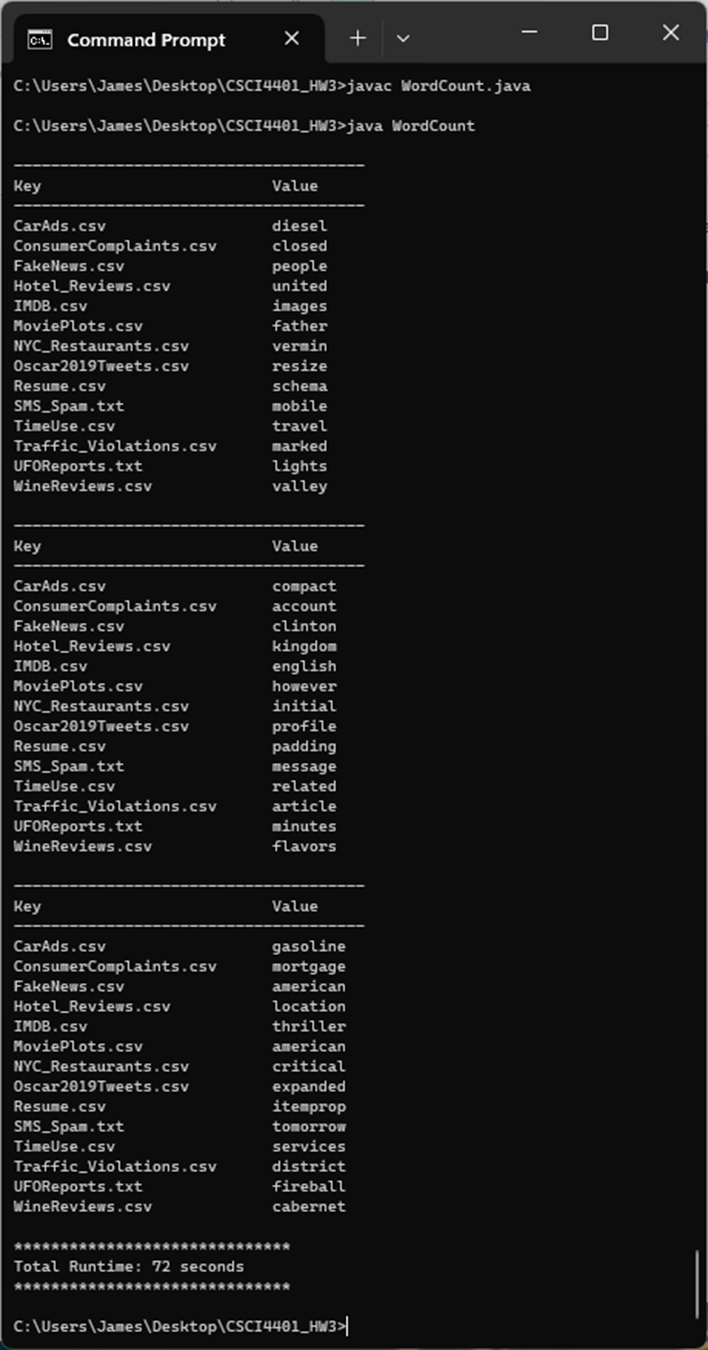 Command Prompt
C:\Users\James\Desktop\CSCI4401_HW3>javac WordCount.java
C:\Users\James\Desktop\CSCI4401_HW3>java WordCount
--------------------------------------
Key Value
--------------------------------------
CarAds.csv diesel
ConsumerComplaints.csv closed
FakeNews.csv people
Hotel_Reviews.csv united
IMDB.csv images
MoviePlots.csv father
NYC_Restaurants.csv vermin
Oscar2019Tweets.csv resize
Resume.csv schema
SMS_Spam.txt mobile
TimeUse.csv travel
Traffic_Violations.csv marked
UFOReports.txt lights
WineReviews.csv valley
--------------------------------------
Key Value
--------------------------------------
CarAds.csv compact
ConsumerComplaints.csv account
FakeNews.csv clinton
Hotel_Reviews.csv kingdom
IMDB.csv english
MoviePlots.csv however
NYC_Restaurants.csv initial
Oscar2019Tweets.csv profile
Resume.csv padding
SMS_Spam.txt message
TimeUse.csv related
Traffic_Violations.csv article
UFOReports.txt minutes
WineReviews.csv flavors
--------------------------------------
Key Value
--------------------------------------
CarAds.csv gasoline
ConsumerComplaints.csv mortgage
FakeNews.csv american
Hotel_Reviews.csv location
IMDB.csv thriller
MoviePlots.csv american
NYC_Restaurants.csv critical
Oscar2019Tweets.csv expanded
Resume.csv itemprop
SMS_Spam.txt tomorrow
TimeUse.csv services
Traffic_Violations.csv district
UFOReports.txt fireball
WineReviews.csv cabernet
******************************
Total Runtime: 72 seconds
******************************
C:\Users\James\Desktop\CSCI4401_HW3>